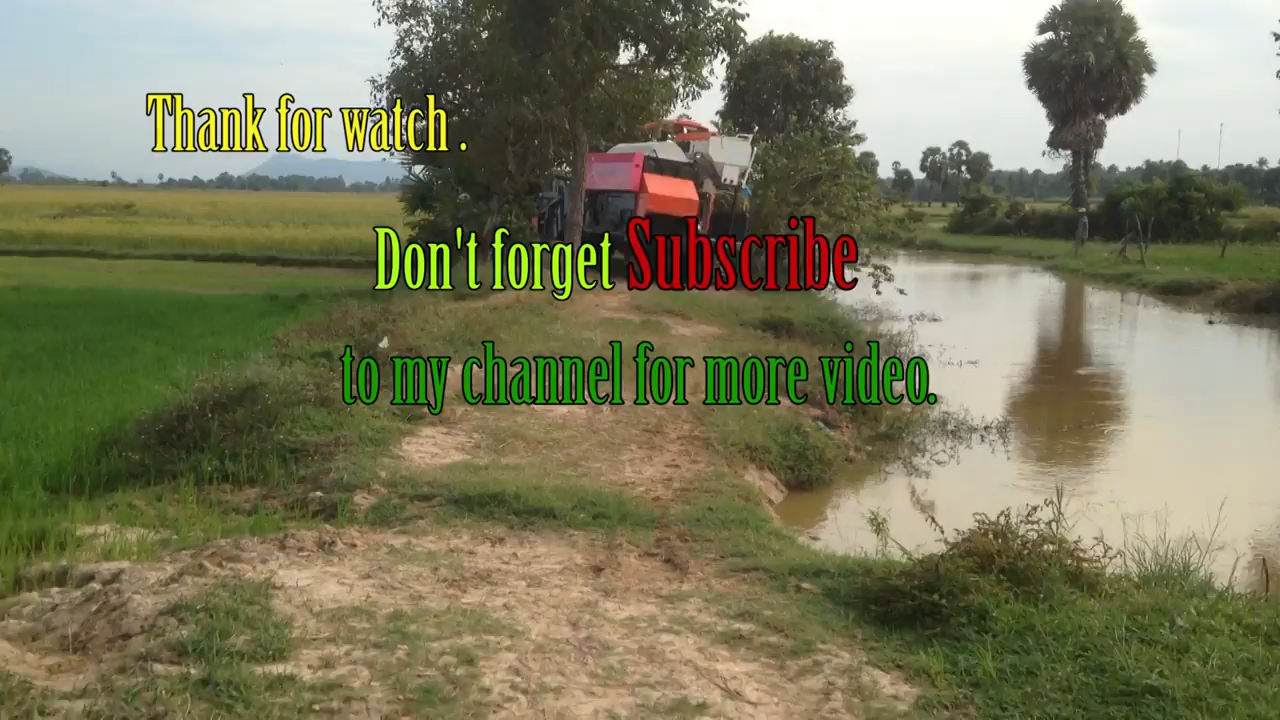 Thank for watch .
Don't forget Subscribe
to my channel for more video.